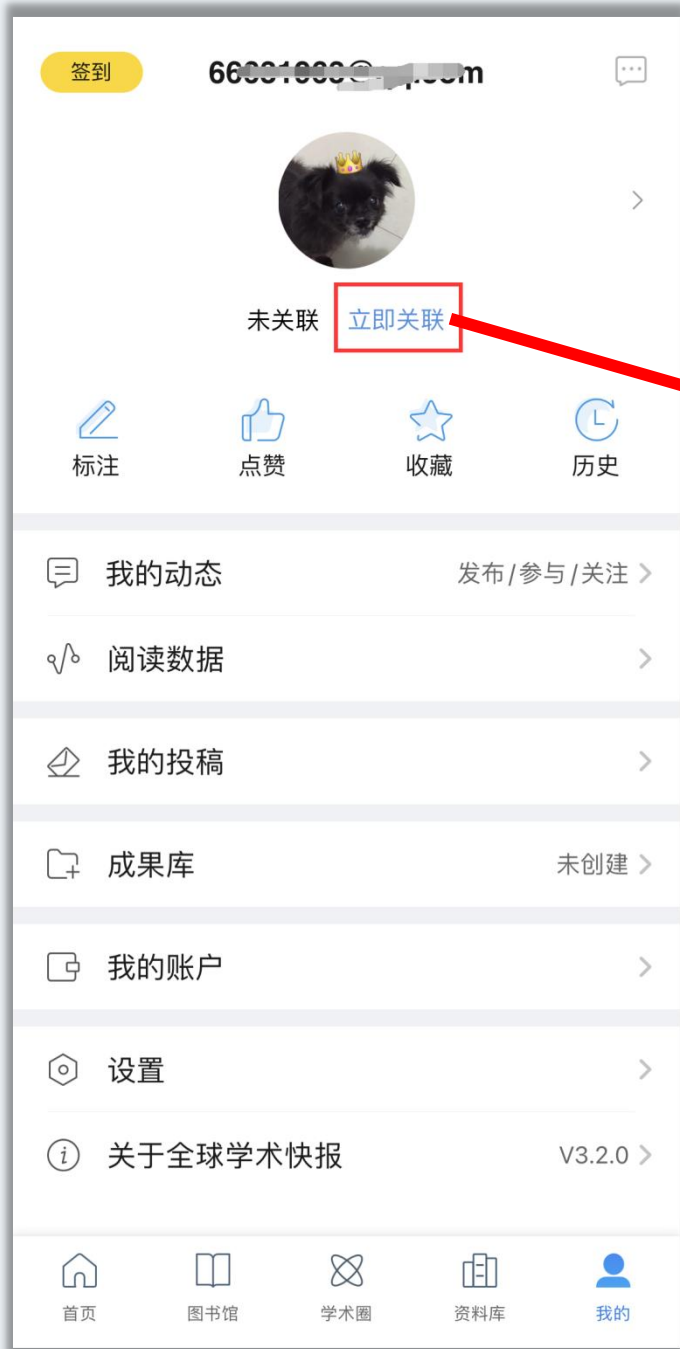 签到
未关联 立即关联
标注 点赞 收藏 历史
我的动态 发布/参与/关注
阅读数据
我的投稿
成果库 未创建
我的账户
设置
关于全球学术快报 V3.2.0
首页 图书馆 学术圈 资料库 我的